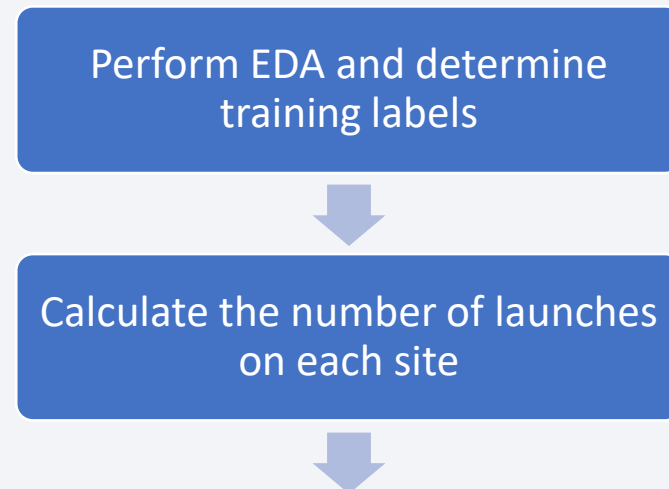 Perform EDA and determine
training labels
Calculate the number of launches
on each site